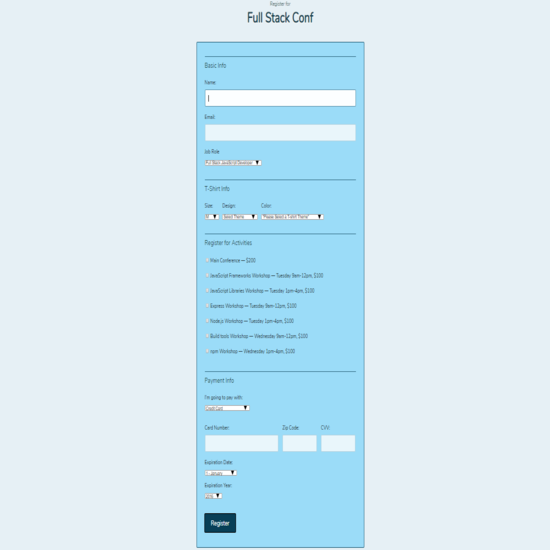 Register for
Full Stack Conf
Basic Info
Name:
Email:
Job Role
Full Stack JavaScript Developer
T-Shirt Info
Size: Design: Color:
Select Theme "Please Select a T-shirt Theme"
Register for Activities
Main Conference — $200
JavaScript Frameworks Workshop — Tuesday 9am-12pm, $100
JavaScript Libraries Workshop — Tuesday 1pm-4pm, $100
Express Workshop — Tuesday 9am-12pm, $100
Node.js Workshop — Tuesday 1pm-4pm, $100
Build tools Workshop — Wednesday 9am-12pm, $100
npm Workshop — Wednesday 1pm-4pm, $100
Payment Info
I'm going to pay with:
Credit Card
Card Number: Zip Code: CVV:
Expiration Date:
1 - January
Expiration Year:
Register